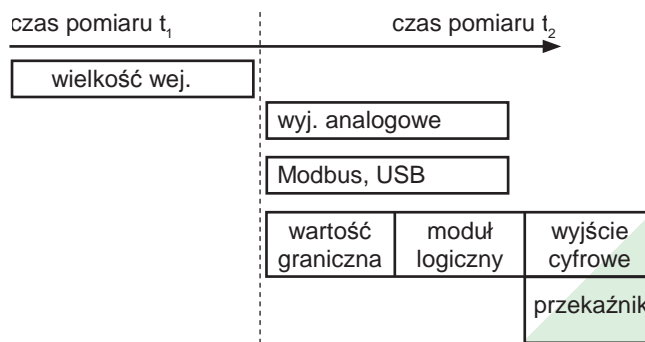 czas pomiaru t1
czas pomiaru t2
wielkość wej.
wyj. analogowe
Modbus, USB
wartość graniczna
moduł logiczny
wyjście cyfrowe
przekaźnik